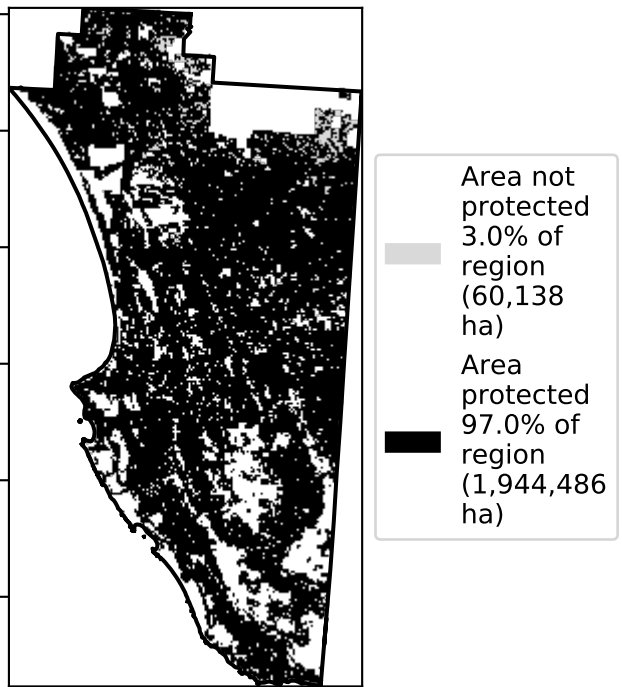 Area not
protected
3.0% of
region
(60,138
ha)
Area
protected
97.0% of
region
(1,944,486
ha)